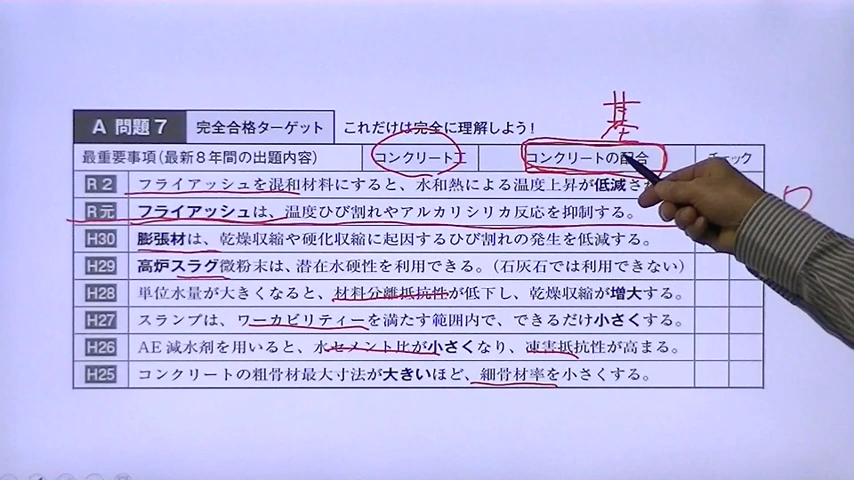 A 問題7 完全合格ターゲット これだけは完全に理解しよう!
最重要事項(最新8年間の出題内容) コンクリート工 コンクリートの配合 チェック
R2 フライアッシュを混和材料にすると、水和熱による温度上昇が低減さ
R元 フライアッシュは、温度ひび割れやアルカリシリカ反応を抑制する。
H30 膨張材は、乾燥収縮や硬化収縮に起因するひび割れの発生を低減する。
H29 高炉スラグ微粉末は、潜在水硬性を利用できる。(石灰石では利用できない)
H28 単位水量が大きくなると、材料分離抵抗性が低下し、乾燥収縮が増大する。
H27 スランプは、ワーカビリティーを満たす範囲内で、できるだけ小さくする。
H26 AE減水剤を用いると、水セメント比が小さくなり、凍害抵抗性が高まる。
H25 コンクリートの粗骨材最大寸法が大きいほど、細骨材率を小さくする。